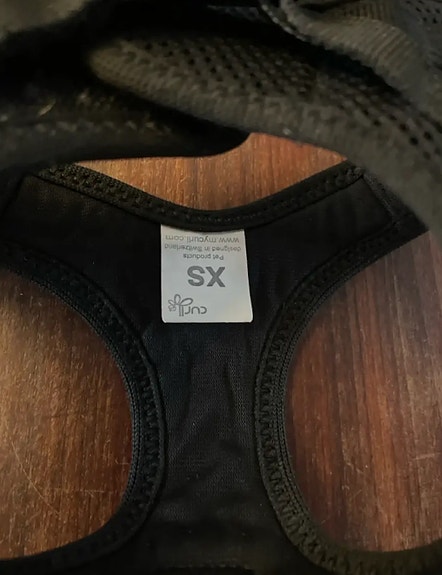 curli
XS
Pet products
designed in Switzerland
www.mycurli.com